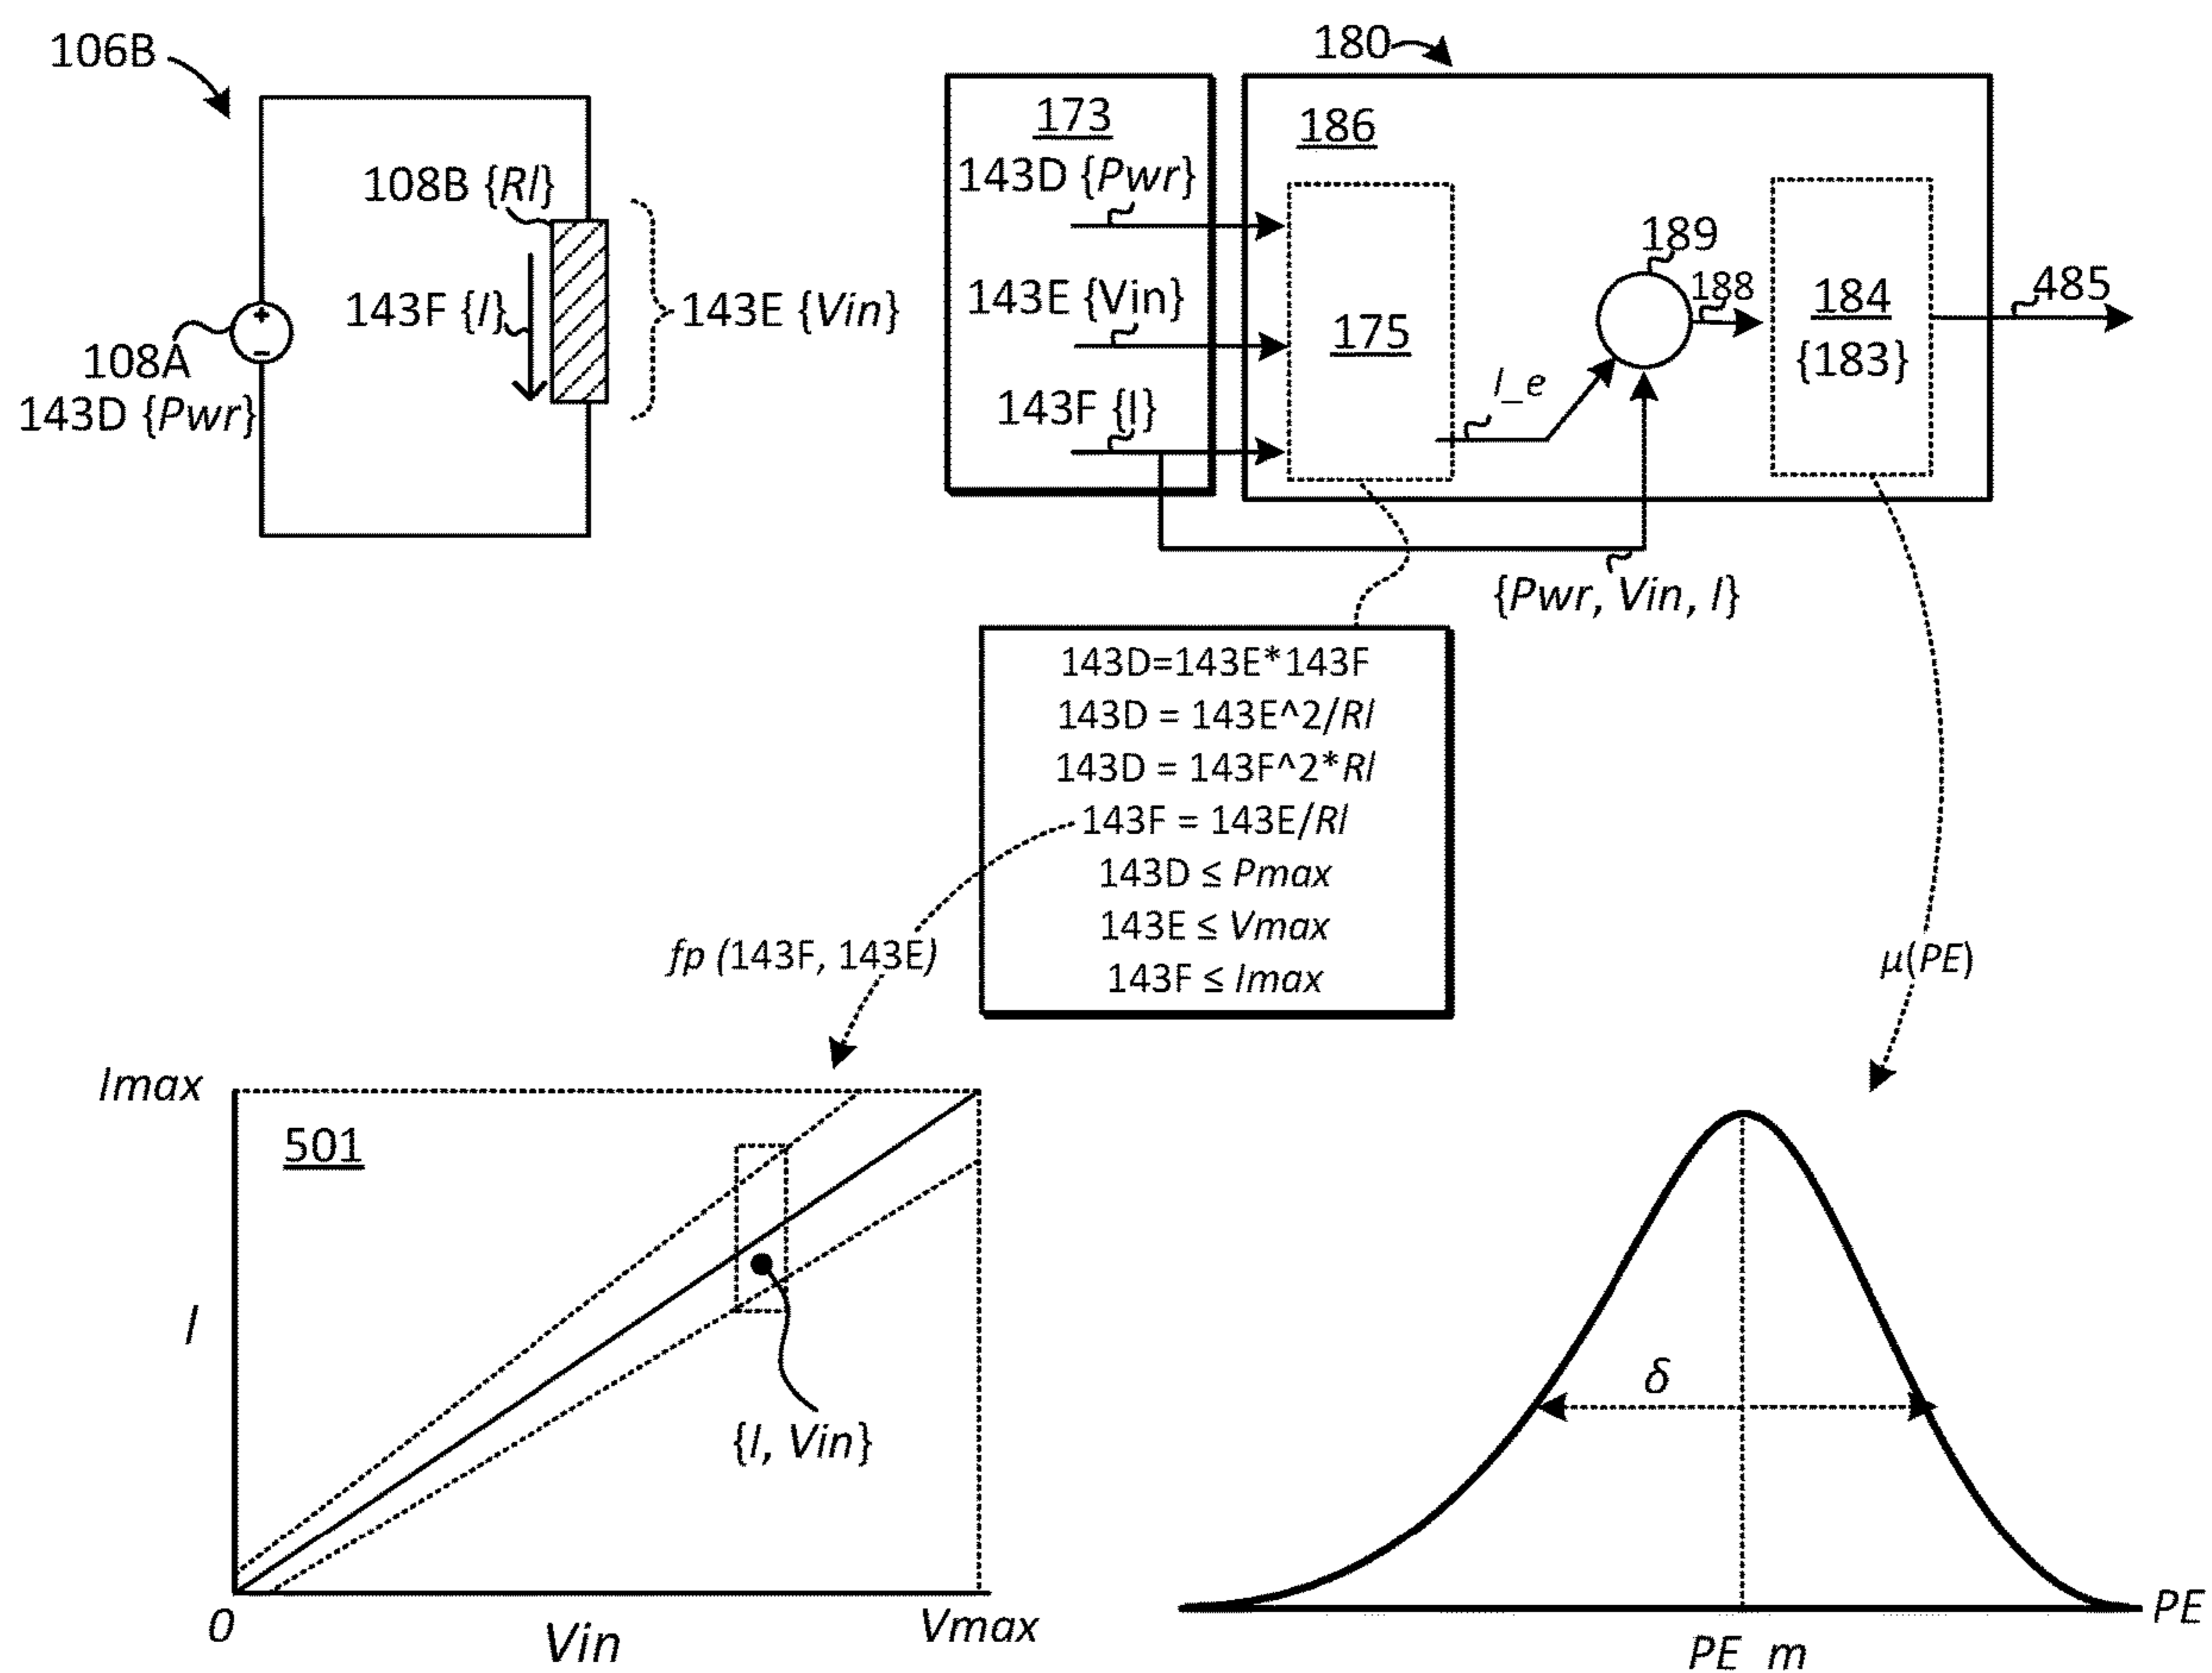 106B
108B {Rl}
143F {I}
143E {Vin}
+
-
108A
143D {Pwr}
180
173
143D {Pwr}
143E {Vin}
143F {I}
186
175
I_e
189
188
184
{183}
485
{Pwr, Vin, I}
143D=143E*143F
143D = 143E^2/Rl
143D = 143F^2*Rl
143F = 143E/Rl
143D ≤ Pmax
143E ≤ Vmax
143F ≤ Imax
fp (143F, 143E)
μ(PE)
Imax
501
I
{I, Vin}
0
Vin
Vmax
δ
PE
PE m